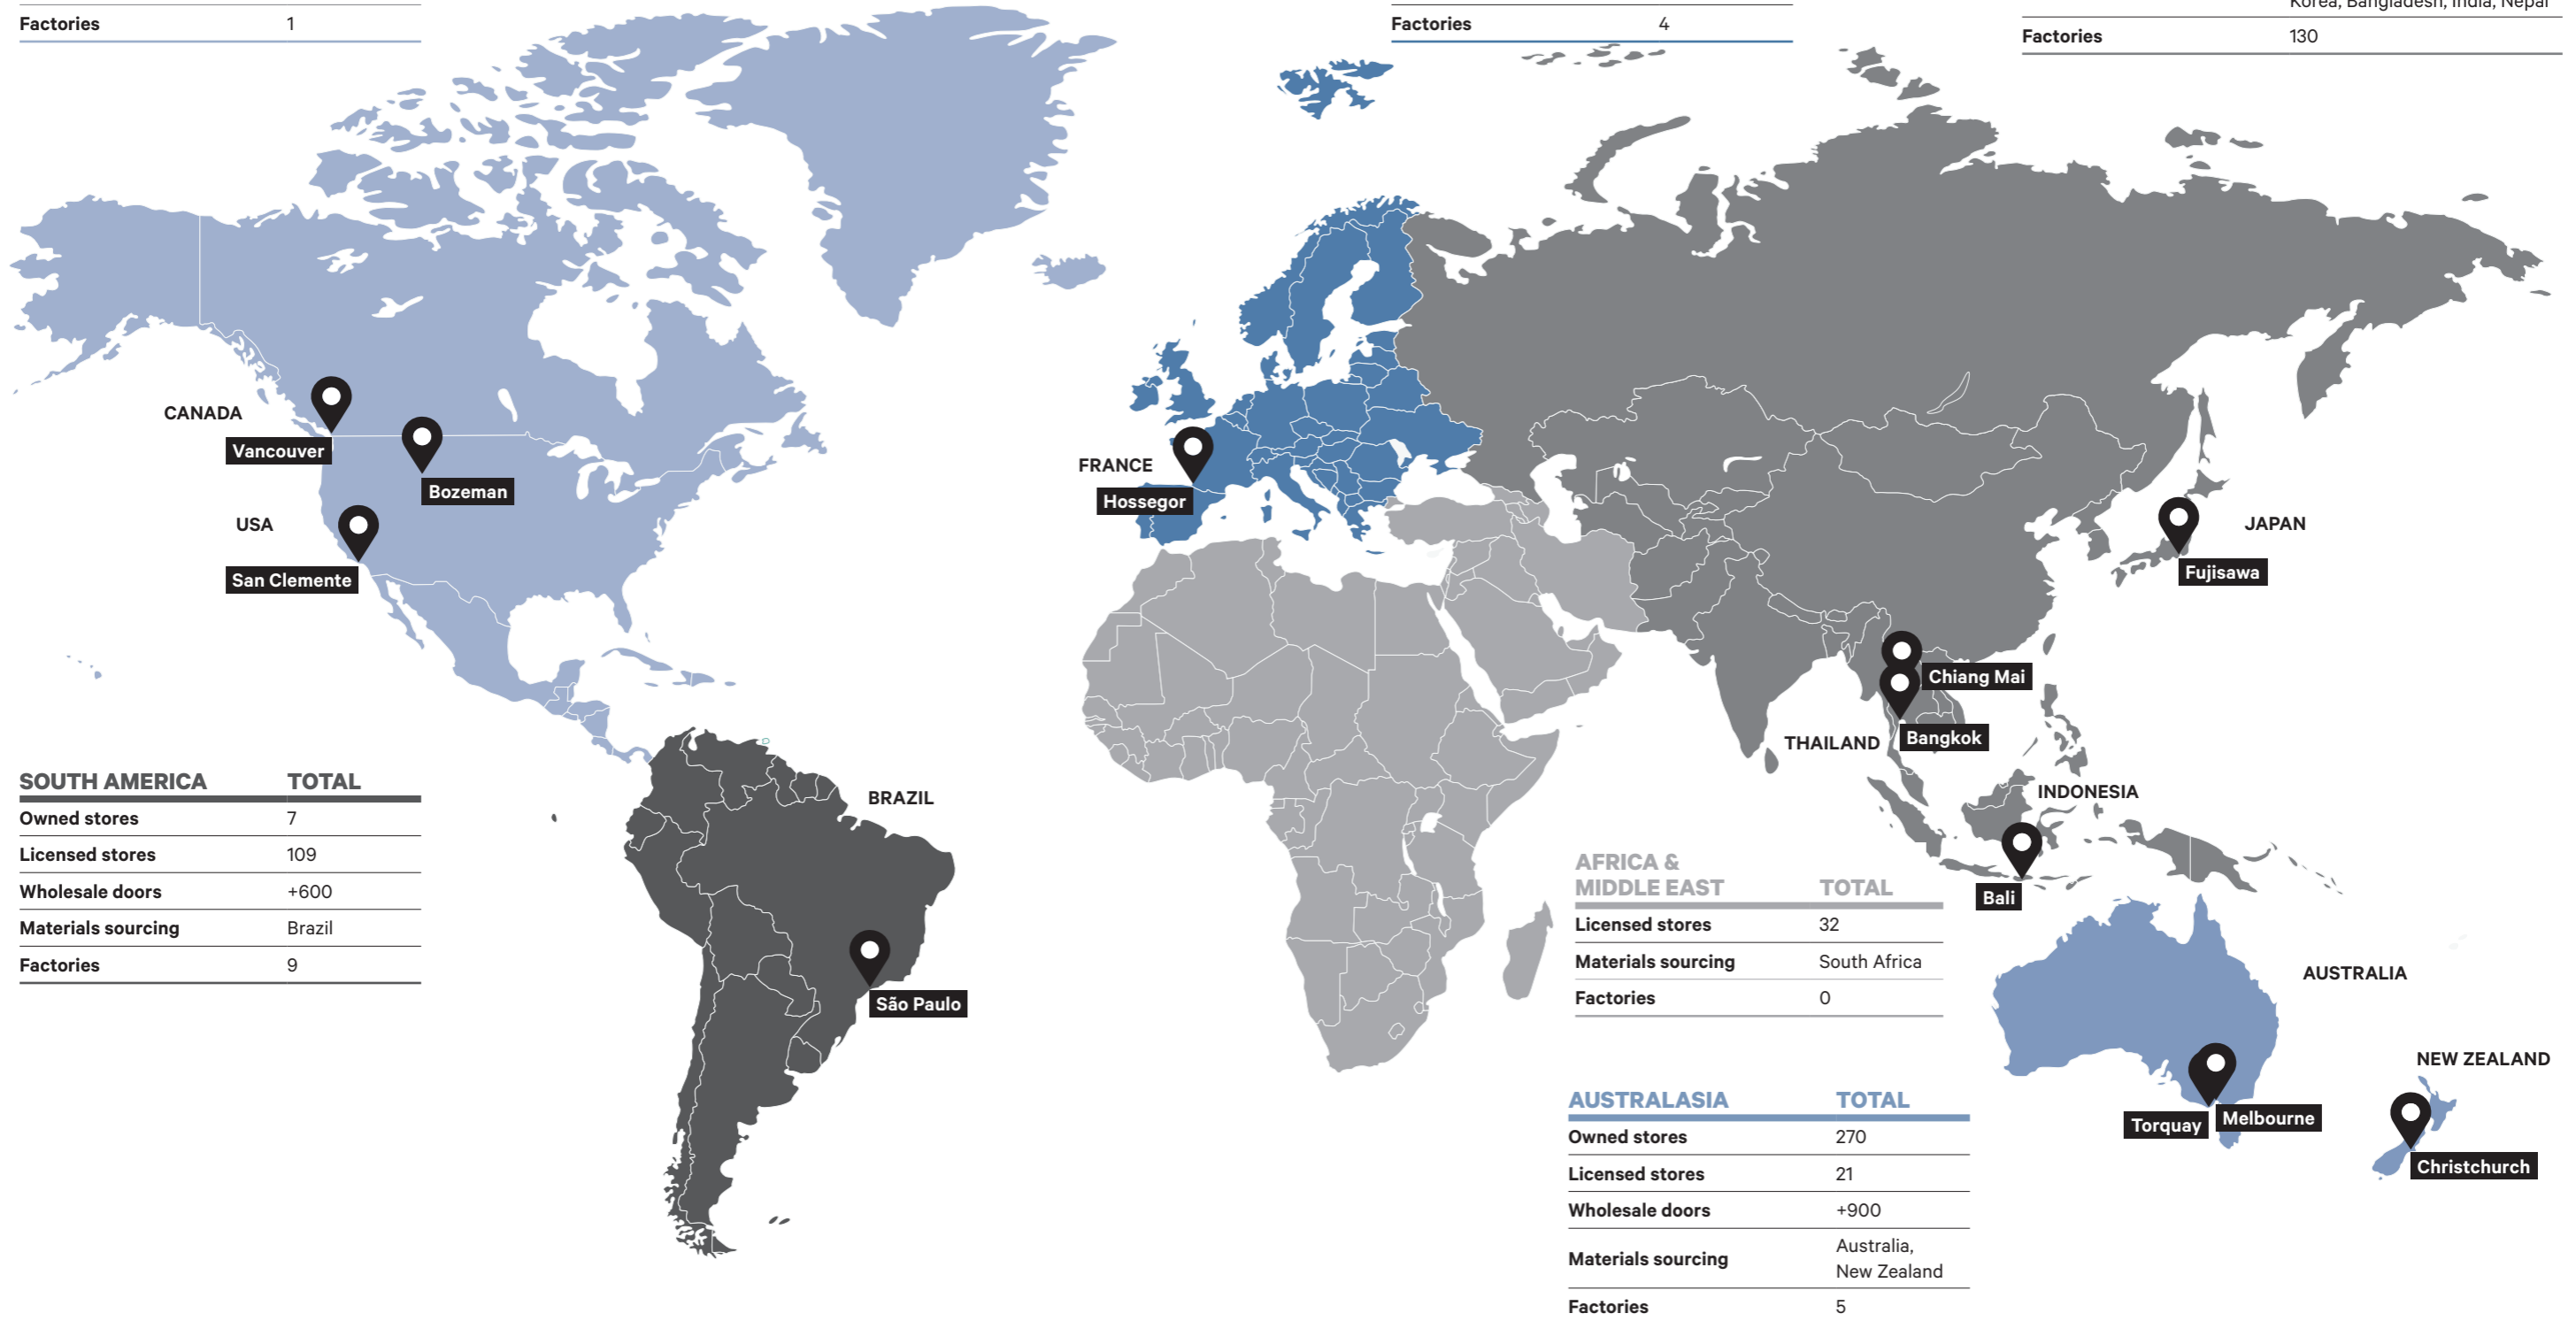 Factories 1
Factories 4
Korea, Bangladesh, India, Nepal
Factories 130
CANADA
Vancouver
Bozeman
USA
San Clemente
FRANCE
Hossegor
JAPAN
Fujisawa
Chiang Mai
Bangkok
THAILAND
INDONESIA
Bali
BRAZIL
São Paulo
SOUTH AMERICA TOTAL
Owned stores 7
Licensed stores 109
Wholesale doors +600
Materials sourcing Brazil
Factories 9
AFRICA &
MIDDLE EAST TOTAL
Licensed stores 32
Materials sourcing South Africa
Factories 0
AUSTRALIA
NEW ZEALAND
Torquay
Melbourne
Christchurch
AUSTRALASIA TOTAL
Owned stores 270
Licensed stores 21
Wholesale doors +900
Materials sourcing Australia,
New Zealand
Factories 5